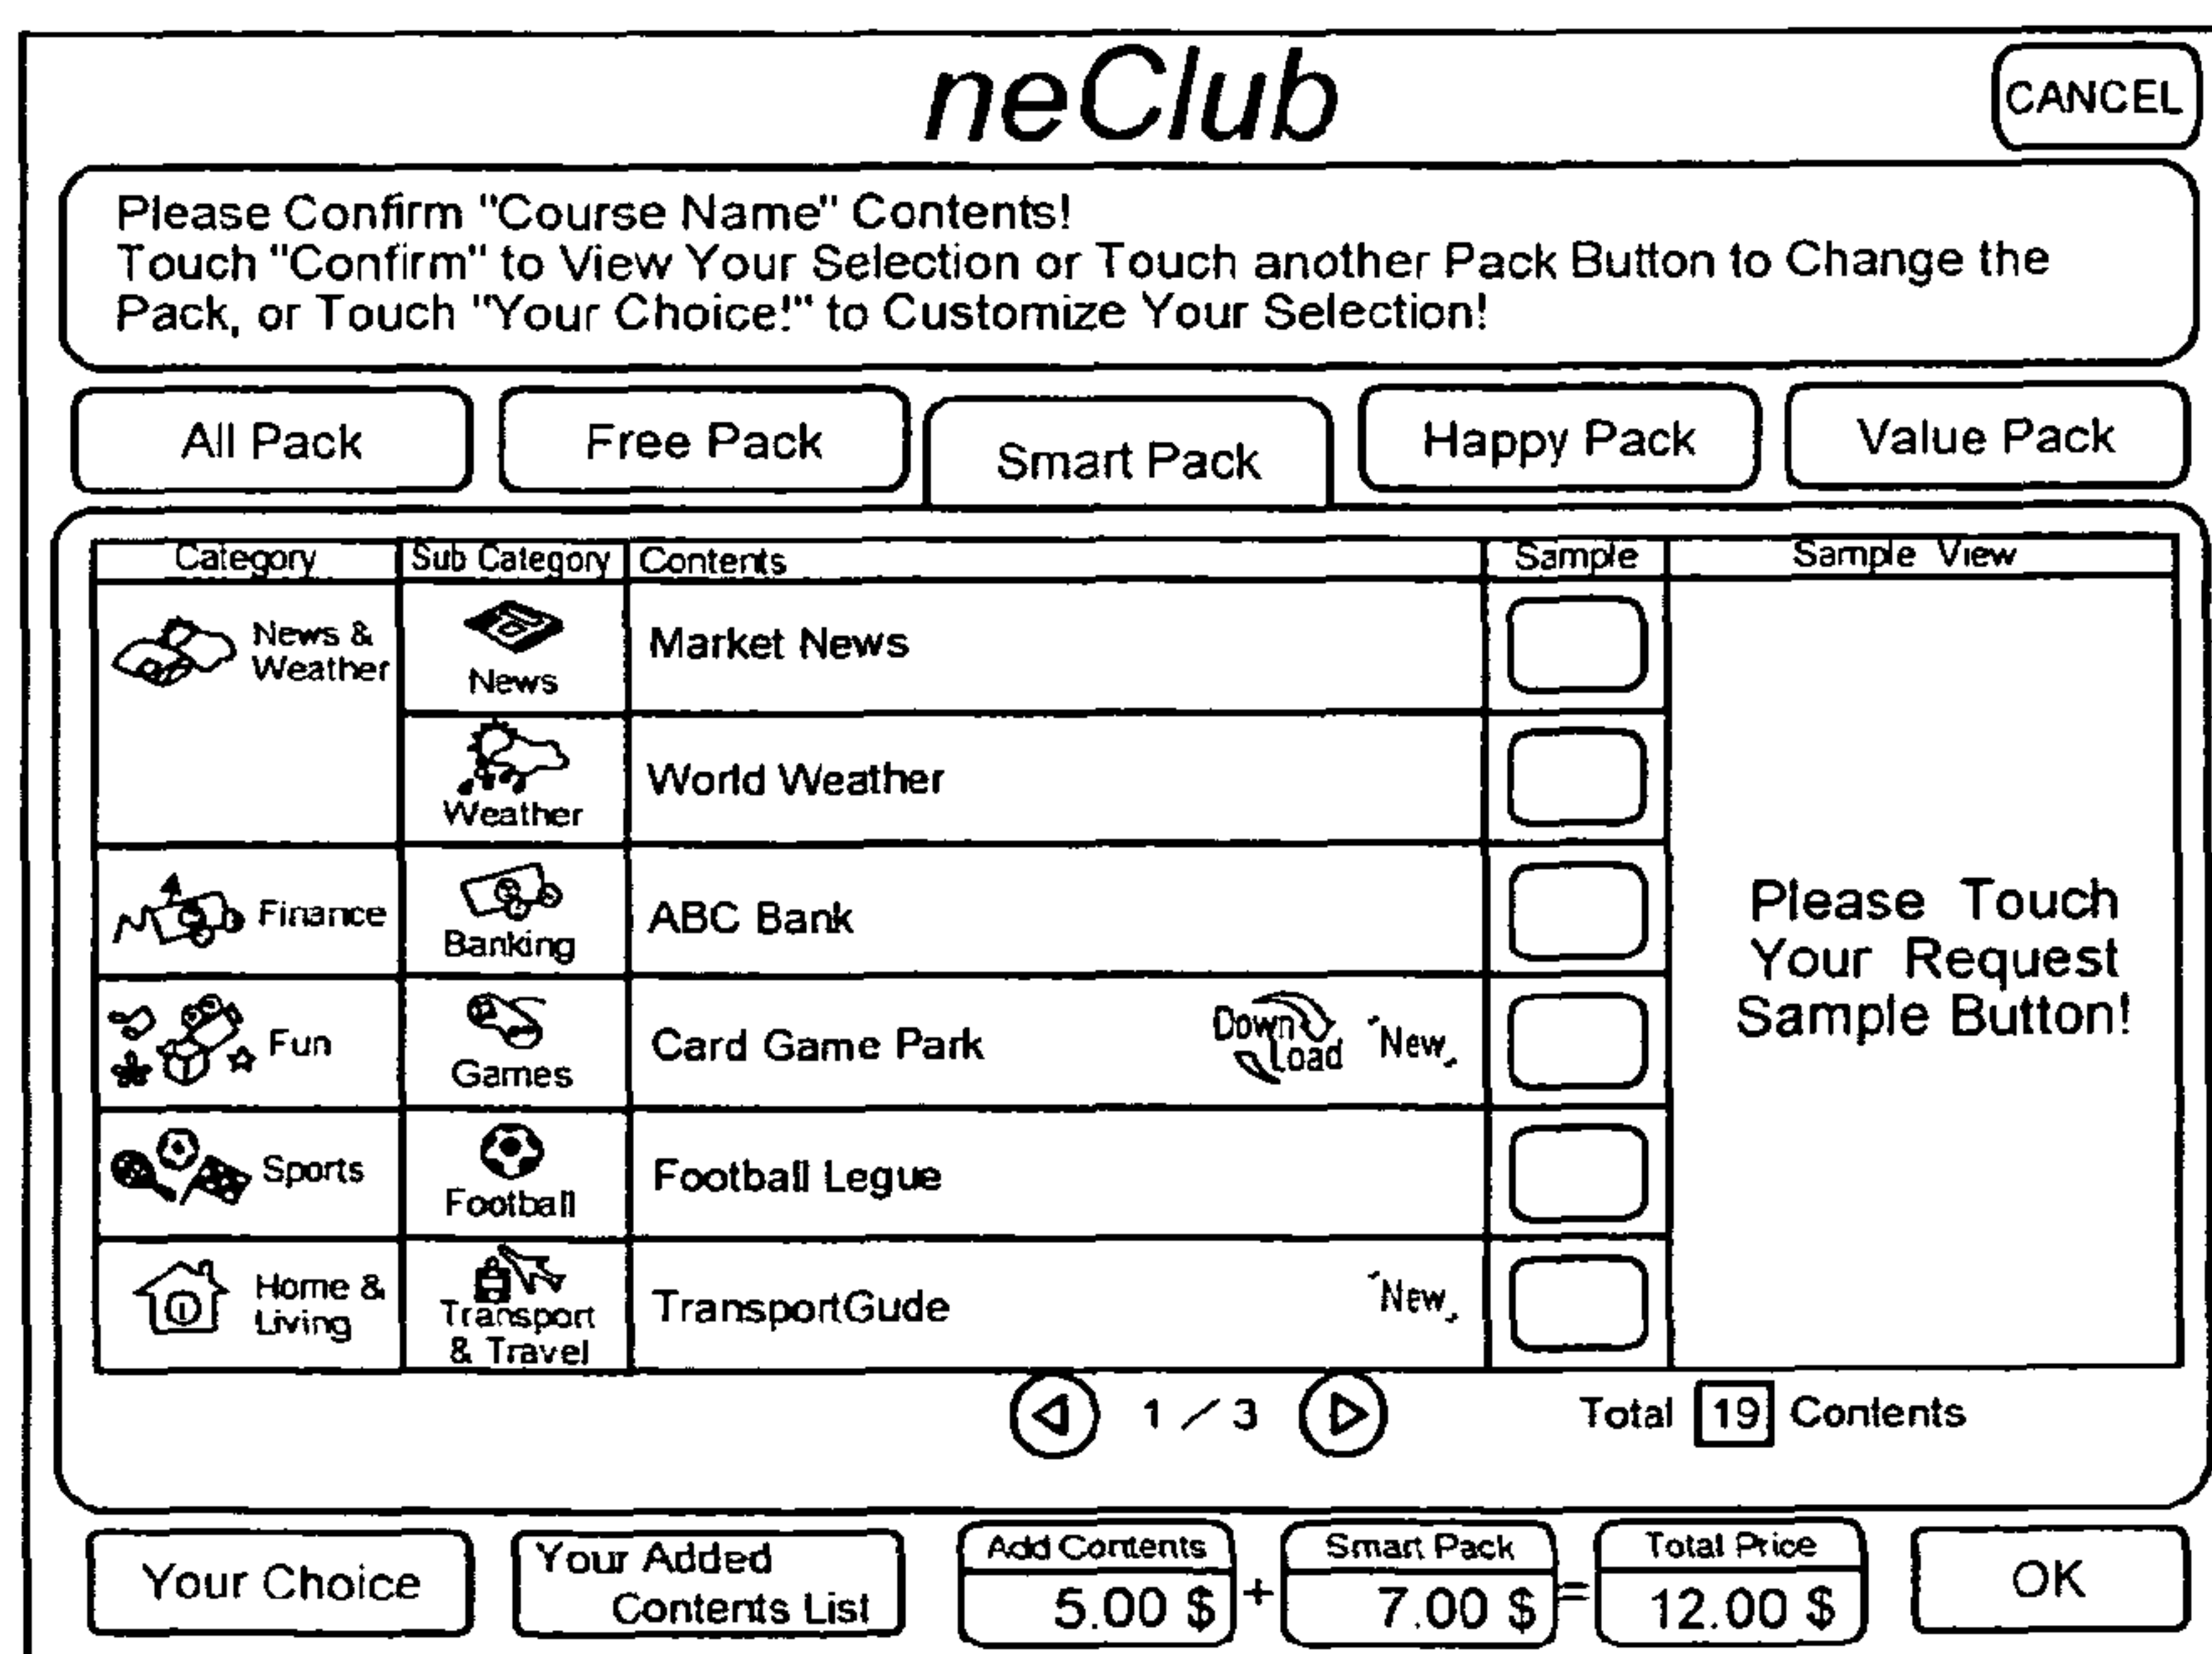 neClub
CANCEL
Please Confirm "Course Name" Contents!
Touch "Confirm" to View Your Selection or Touch another Pack Button to Change the
Pack, or Touch "Your Choice!" to Customize Your Selection!
All Pack
Free Pack
Smart Pack
Happy Pack
Value Pack
Category
Sub Category
Contents
Sample
Sample View
News &
Weather
News
Market News
Weather
World Weather
Finance
Banking
ABC Bank
Fun
Games
Card Game Park
Down
Load
New
Sports
Football
Football Legue
Home &
Living
Transport
& Travel
TransportGude
New
Please Touch
Your Request
Sample Button!
1 / 3
Total 19 Contents
Your Choice
Your Added
Contents List
Add Contents
5.00 $
+
Smart Pack
7.00 $
=
Total Price
12.00 $
OK